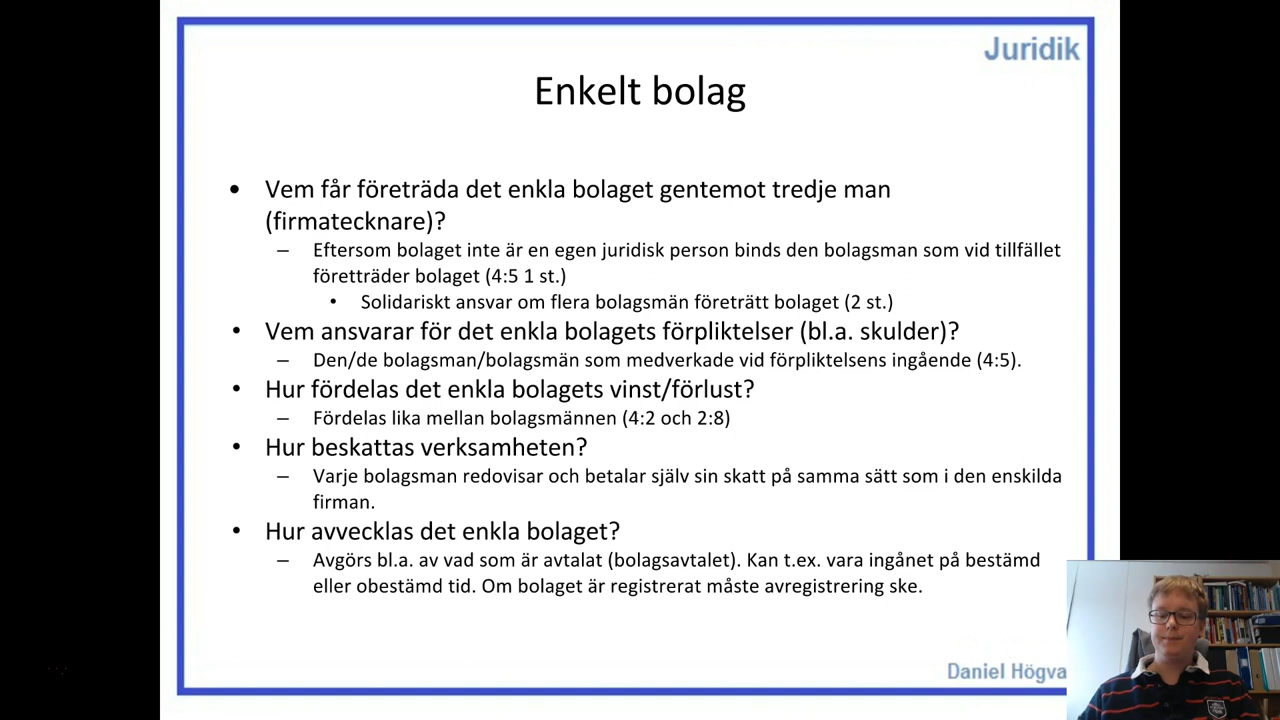 Juridik
Enkelt bolag
• Vem får företräda det enkla bolaget gentemot tredje man
(firmatecknare)?
– Eftersom bolaget inte är en egen juridisk person binds den bolagsman som vid tillfället
företträder bolaget (4:5 1 st.)
• Solidariskt ansvar om flera bolagsmän företrätt bolaget (2 st.)
• Vem ansvarar för det enkla bolagets förpliktelser (bl.a. skulder)?
– Den/de bolagsman/bolagsmän som medverkade vid förpliktelsens ingående (4:5).
• Hur fördelas det enkla bolagets vinst/förlust?
– Fördelas lika mellan bolagsmännen (4:2 och 2:8)
• Hur beskattas verksamheten?
– Varje bolagsman redovisar och betalar själv sin skatt på samma sätt som i den enskilda
firman.
• Hur avvecklas det enkla bolaget?
– Avgörs bl.a. av vad som är avtalat (bolagsavtalet). Kan t.ex. vara ingånet på bestämd
eller obestämd tid. Om bolaget är registrerat måste avregistrering ske.
Daniel Högva